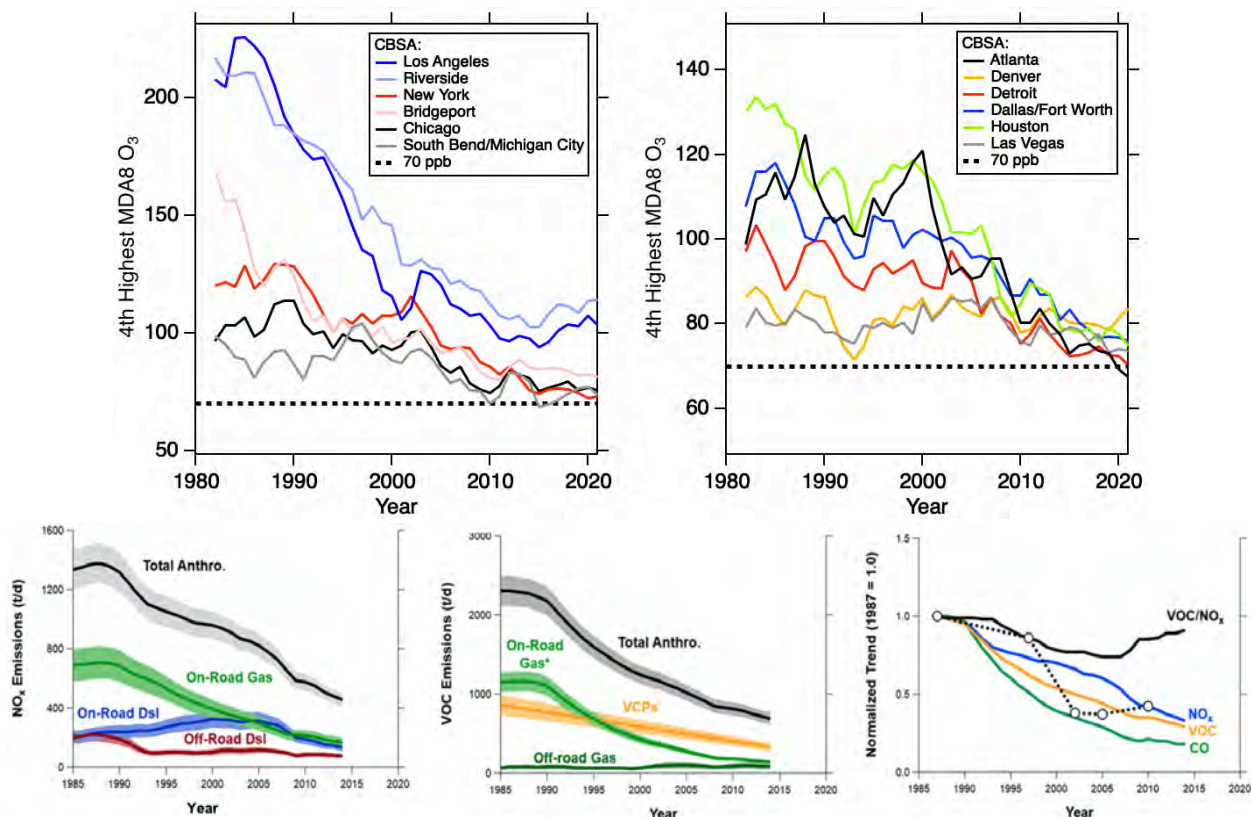 CBSA:
Los Angeles
Riverside
New York
Bridgeport
Chicago
South Bend/Michigan City
70 ppb
200
150
100
50
4th Highest MDA8 O3
1980
1990
2000
2010
2020
Year
CBSA:
Atlanta
Denver
Detroit
Dallas/Fort Worth
Houston
Las Vegas
70 ppb
140
120
100
80
60
4th Highest MDA8 O3
1980
1990
2000
2010
2020
Year
1600
1200
800
400
0
NOx Emissions (t/d)
Total Anthro.
On-Road Gas
On-Road Dsl
Off-Road Dsl
1985
1990
1995
2000
2005
2010
2015
2020
Year
3000
2000
1000
0
VOC Emissions (t/d)
On-Road
Gas*
Total Anthro.
VCPs
Off-road Gas
1985
1990
1995
2000
2005
2010
2015
2020
Year
1.5
1.0
0.5
0.0
Normalized Trend (1987 = 1.0)
VOC/NOx
NOx
VOC
CO
1985
1990
1995
2000
2005
2010
2015
2020
Year